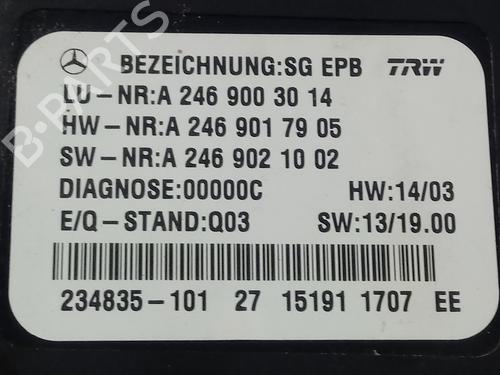 BEZEICHNUNG:SG EPB TRW
LU-NR:A 246 900 30 14
HW-NR:A 246 901 79 05
SW-NR:A 246 902 10 02
DIAGNOSE:00000C HW:14/03
E/Q-STAND:Q03 SW:13/19.00
234835-101 27 15191 1707 EE
B-PARTS